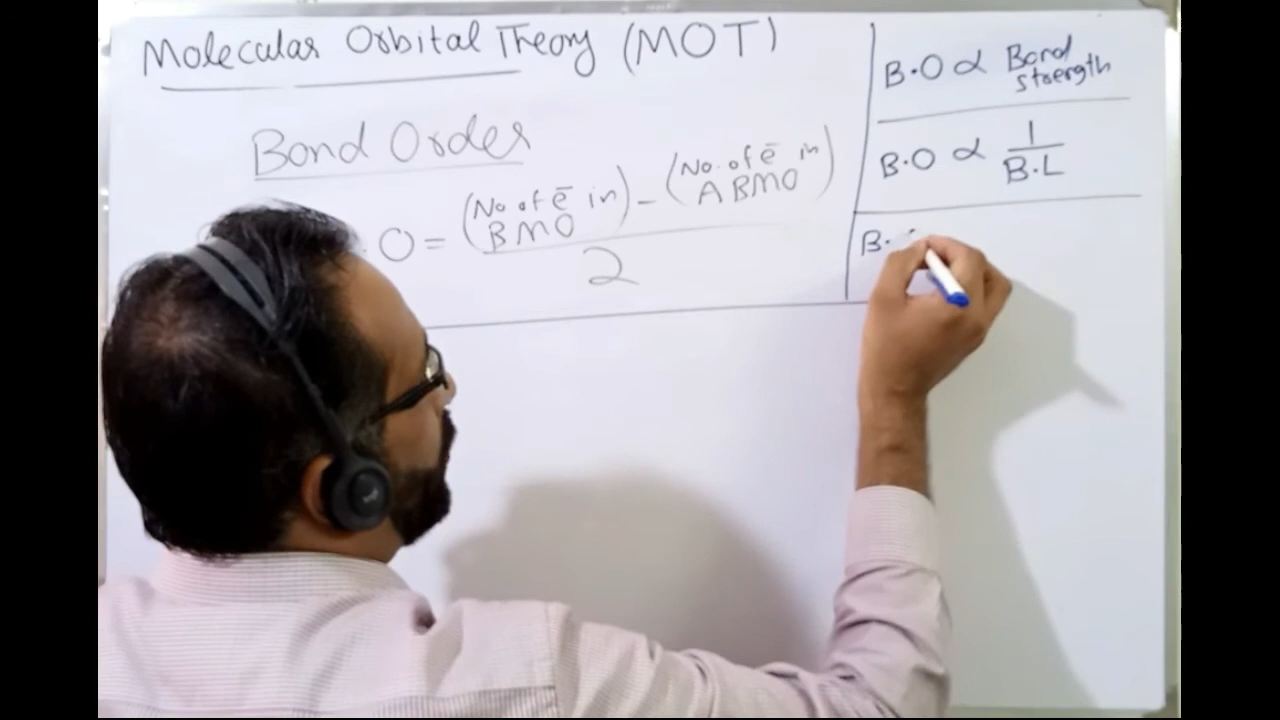 Molecular Orbital Theory (MOT)
Bond Order
O = (No of ē in BMO) - (No. of ē in ABMO)
2
B.O ∝ Bond strength
B.O ∝ 1
B.L
B.